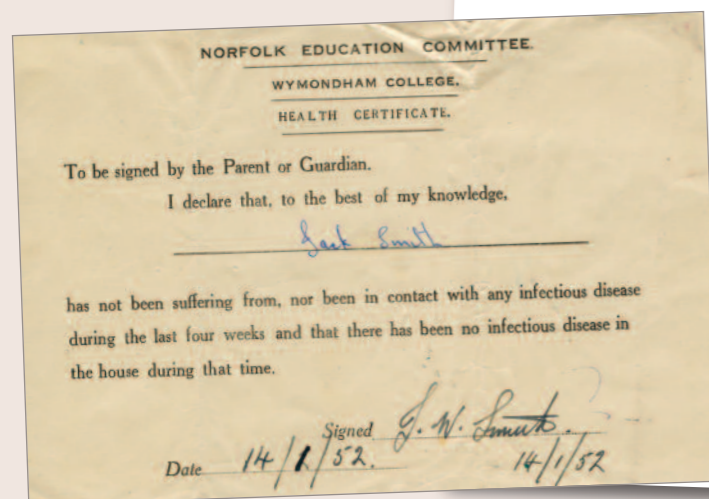 NORFOLK EDUCATION COMMITTEE.
WYMONDHAM COLLEGE.
HEALTH CERTIFICATE.
To be signed by the Parent or Guardian.
I declare that, to the best of my knowledge,
Jack Smith
has not been suffering from, nor been in contact with any infectious disease
during the last four weeks and that there has been no infectious disease in
the house during that time.
Signed J. W. Smith.
Date 14/1/52. 14/1/52